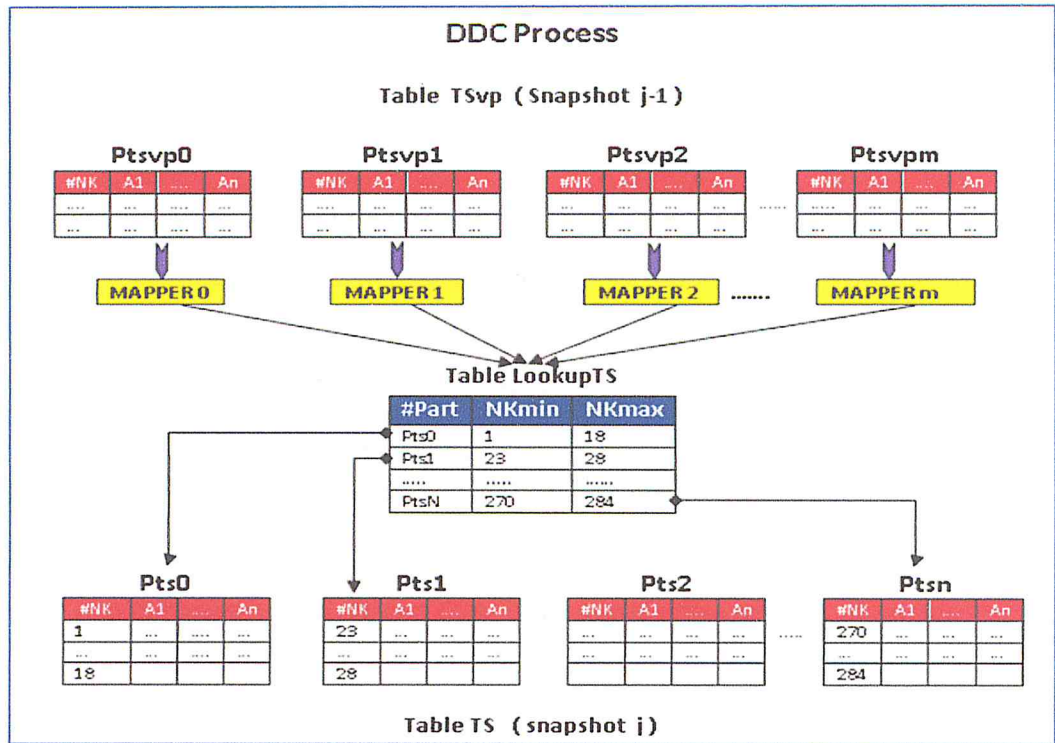 DDC Process
Table TSvp ( Snapshot j-1 )
Ptsvp0 Ptsvp1 Ptsvp2 Ptsvpm
#NK A1 .... An #NK A1 .... An #NK A1 .... An #NK A1 .... An
.... ... .... ... .... ... .... ... .... ... .... ... ...... ..... ... .... ...
... ... ... ... ... ... ... ... ... ... ... ... ... ... ... ...
MAPPER 0 MAPPER 1 MAPPER 2 ....... MAPPER m
Table LookupTS
#Part NKmin NKmax
Pts0 1 18
Pts1 23 28
..... ..... ......
PtsN 270 284
Pts0 Pts1 Pts2 Ptsn
#NK A1 .... An #NK A1 .... An #NK A1 .... An #NK A1 .... An
1 ... .... ... 23 ... ... ... ... ... ... ... ..... 270 ... ... ...
... ... .... ... ... ... ... ... ... ... ... ... ... ... ... ...
18 28 284
Table TS ( snapshot j )